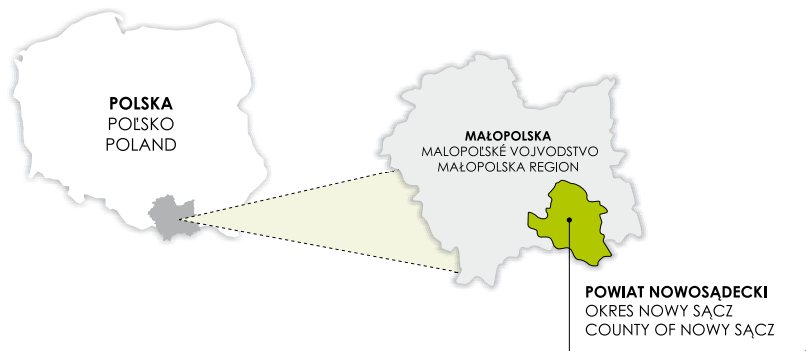 POLSKA
POĽSKO
POLAND
MAŁOPOLSKA
MALOPOĽSKÉ VOJVODSTVO
MAŁOPOLSKA REGION
POWIAT NOWOSĄDECKI
OKRES NOWY SĄCZ
COUNTY OF NOWY SĄCZ